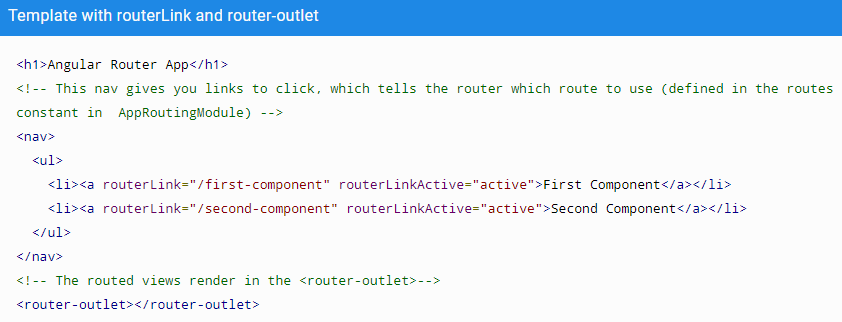 Template with routerLink and router-outlet
<h1>Angular Router App</h1>
<!-- This nav gives you links to click, which tells the router which route to use (defined in the routes
constant in  AppRoutingModule) -->
<nav>
  <ul>
    <li><a routerLink="/first-component" routerLinkActive="active">First Component</a></li>
    <li><a routerLink="/second-component" routerLinkActive="active">Second Component</a></li>
  </ul>
</nav>
<!-- The routed views render in the <router-outlet>-->
<router-outlet></router-outlet>